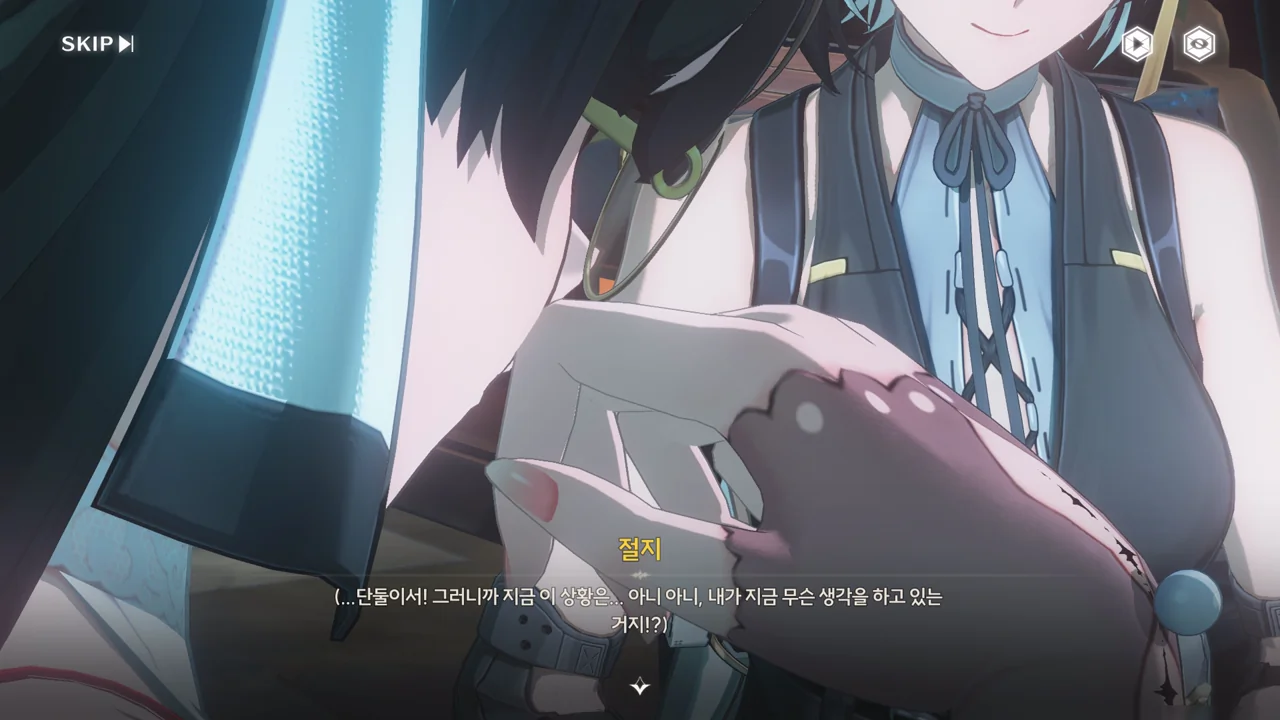 SKIP
절지
(...단둘이서! 그러니까 지금 이 상황은... 아니 아니, 내가 지금 무슨 생각을 하고 있는
거지!?)